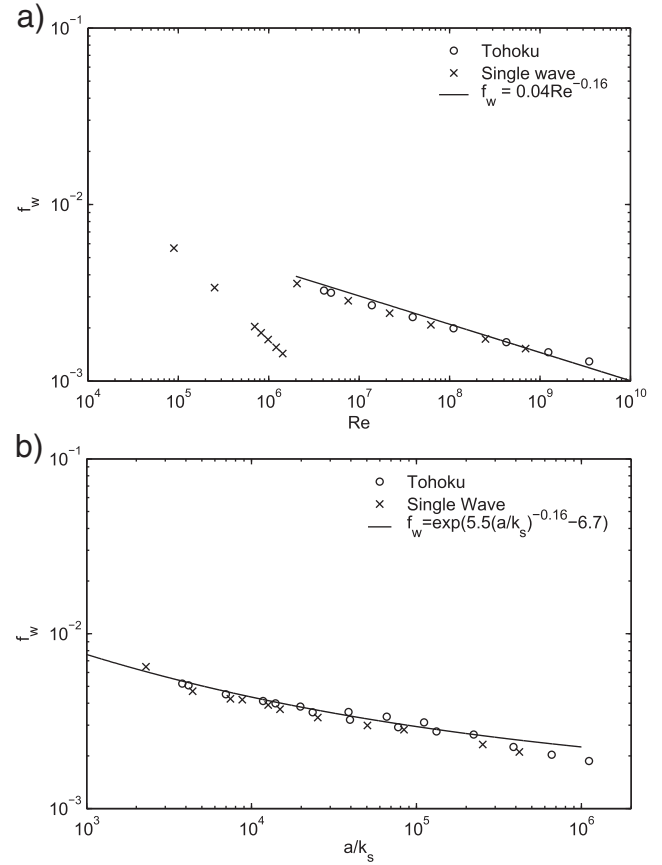 a)
10^-1
Tohoku
Single wave
f_w = 0.04Re^-0.16
f_w
10^-2
10^-3
10^4 10^5 10^6 10^7 10^8 10^9 10^10
Re
b)
10^-1
Tohoku
Single Wave
f_w=exp(5.5(a/k_s)^-0.16-6.7)
f_w
10^-2
10^-3
10^3 10^4 10^5 10^6
a/k_s